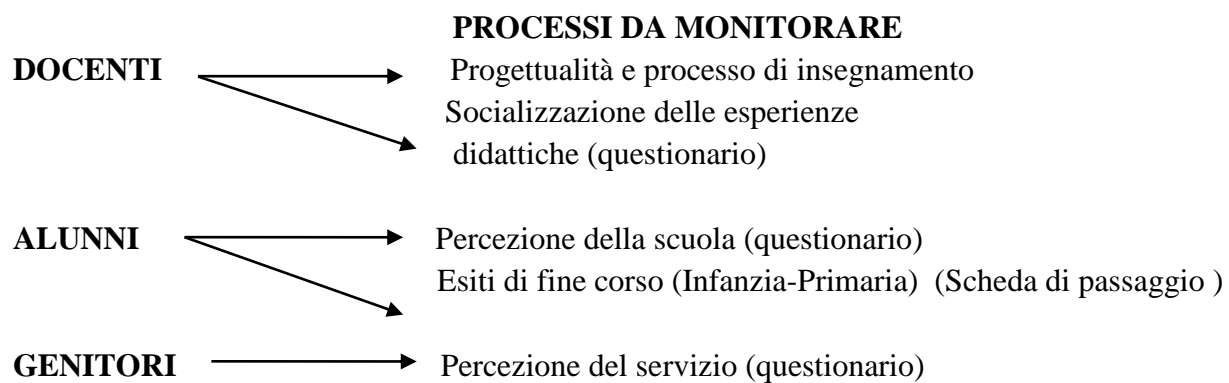 PROCESSI DA MONITORARE
DOCENTI Progettualità e processo di insegnamento
Socializzazione delle esperienze
didattiche (questionario)
ALUNNI Percezione della scuola (questionario)
Esiti di fine corso (Infanzia-Primaria) (Scheda di passaggio )
GENITORI Percezione del servizio (questionario)